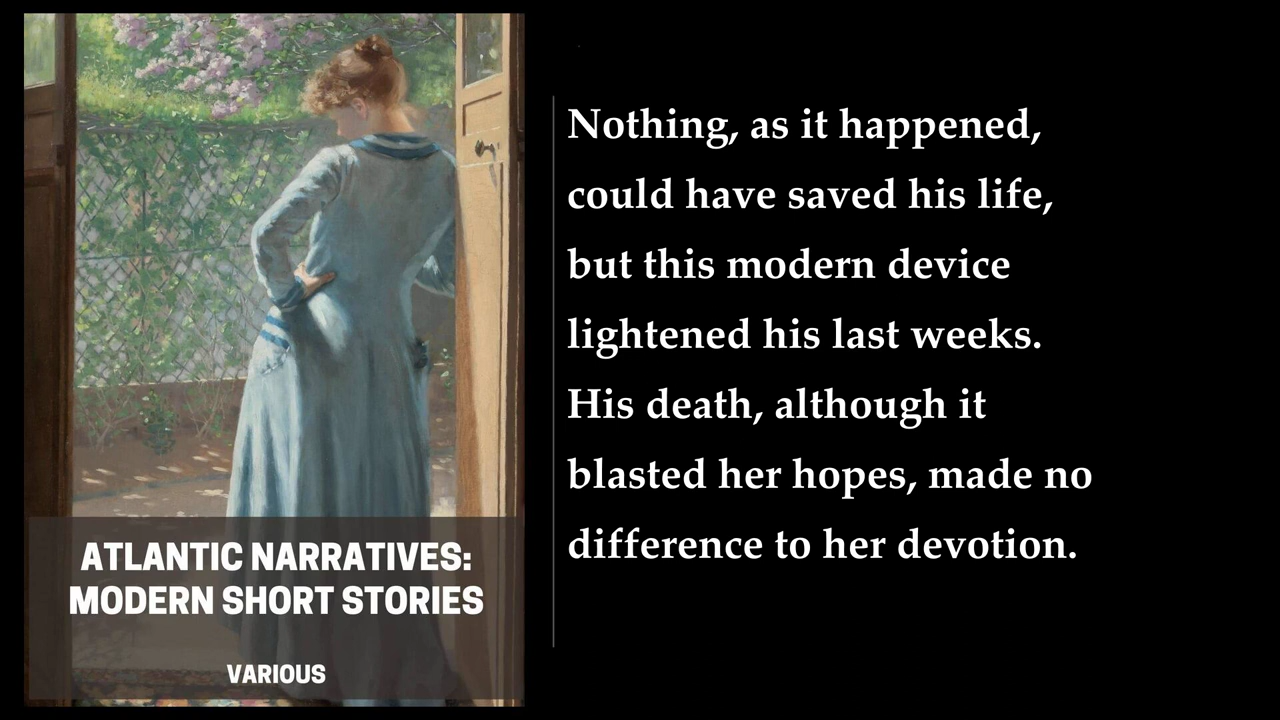 Nothing, as it happened,
could have saved his life,
but this modern device
lightened his last weeks.
His death, although it
blasted her hopes, made no
difference to her devotion.
ATLANTIC NARRATIVES:
MODERN SHORT STORIES
VARIOUS